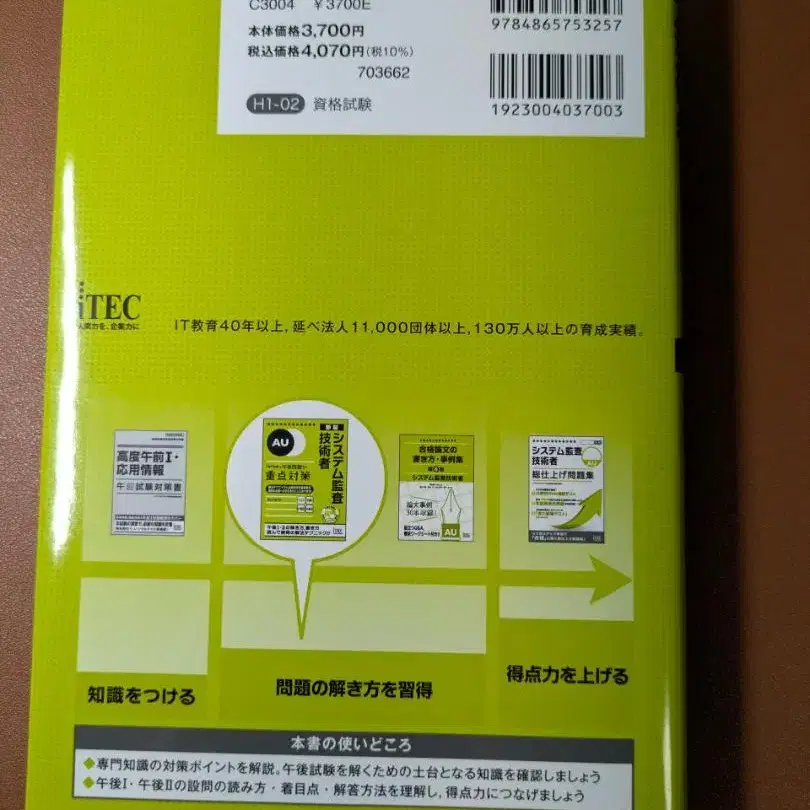 C3004 ¥3700E
本体価格3,700円
税込価格4,070円(税10%)
703662
H1-02 資格試験
9784865753257
1923004037003
iTEC
人財力を、企業力に
IT教育40年以上,延べ法人11,000団体以上,130万人以上の育成実績。
高度午前Ⅰ・
応用情報
午前試験対策書
AU
システム監査
技術者
重点対策
合格論文の
書き方・事例集
システム監査技術者
論文事例
AU
システム監査
技術者
総仕上げ問題集
知識をつける
問題の解き方を習得
得点力を上げる
本書の使いどころ
◆専門知識の対策ポイントを解説。午後試験を解くための土台となる知識を確認しましょう
◆午後Ⅰ・午後Ⅱの設問の読み方・着目点・解答方法を理解し,得点力につなげましょう